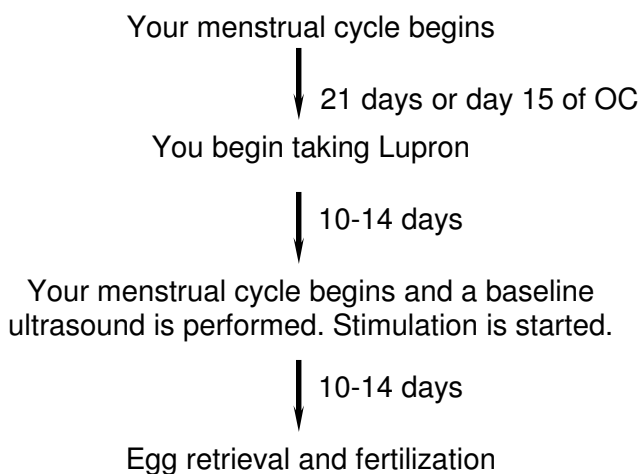 Your menstrual cycle begins
21 days or day 15 of OC
You begin taking Lupron
10-14 days
Your menstrual cycle begins and a baseline
ultrasound is performed. Stimulation is started.
10-14 days
Egg retrieval and fertilization